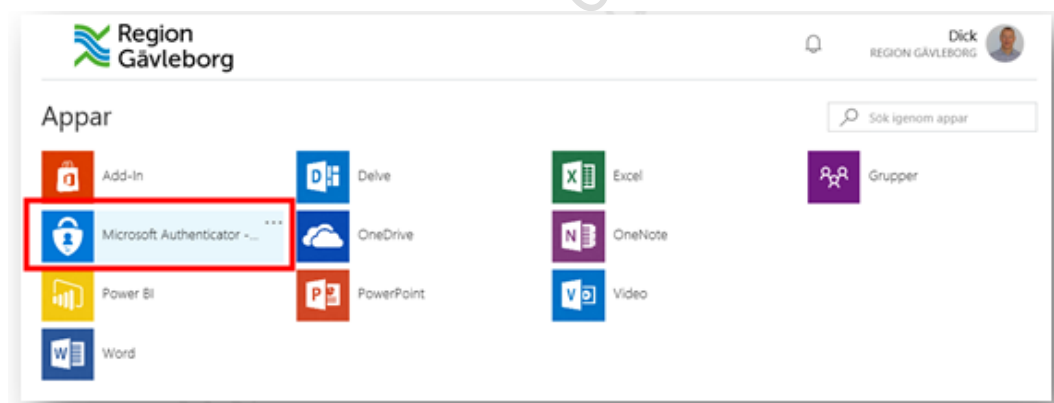 Region
Gävleborg
Dick
REGION GÄVLEBORG
Appar
Sök igenom appar
Add-In
Delve
Excel
Grupper
Microsoft Authenticator -...
OneDrive
OneNote
Power BI
PowerPoint
Video
Word